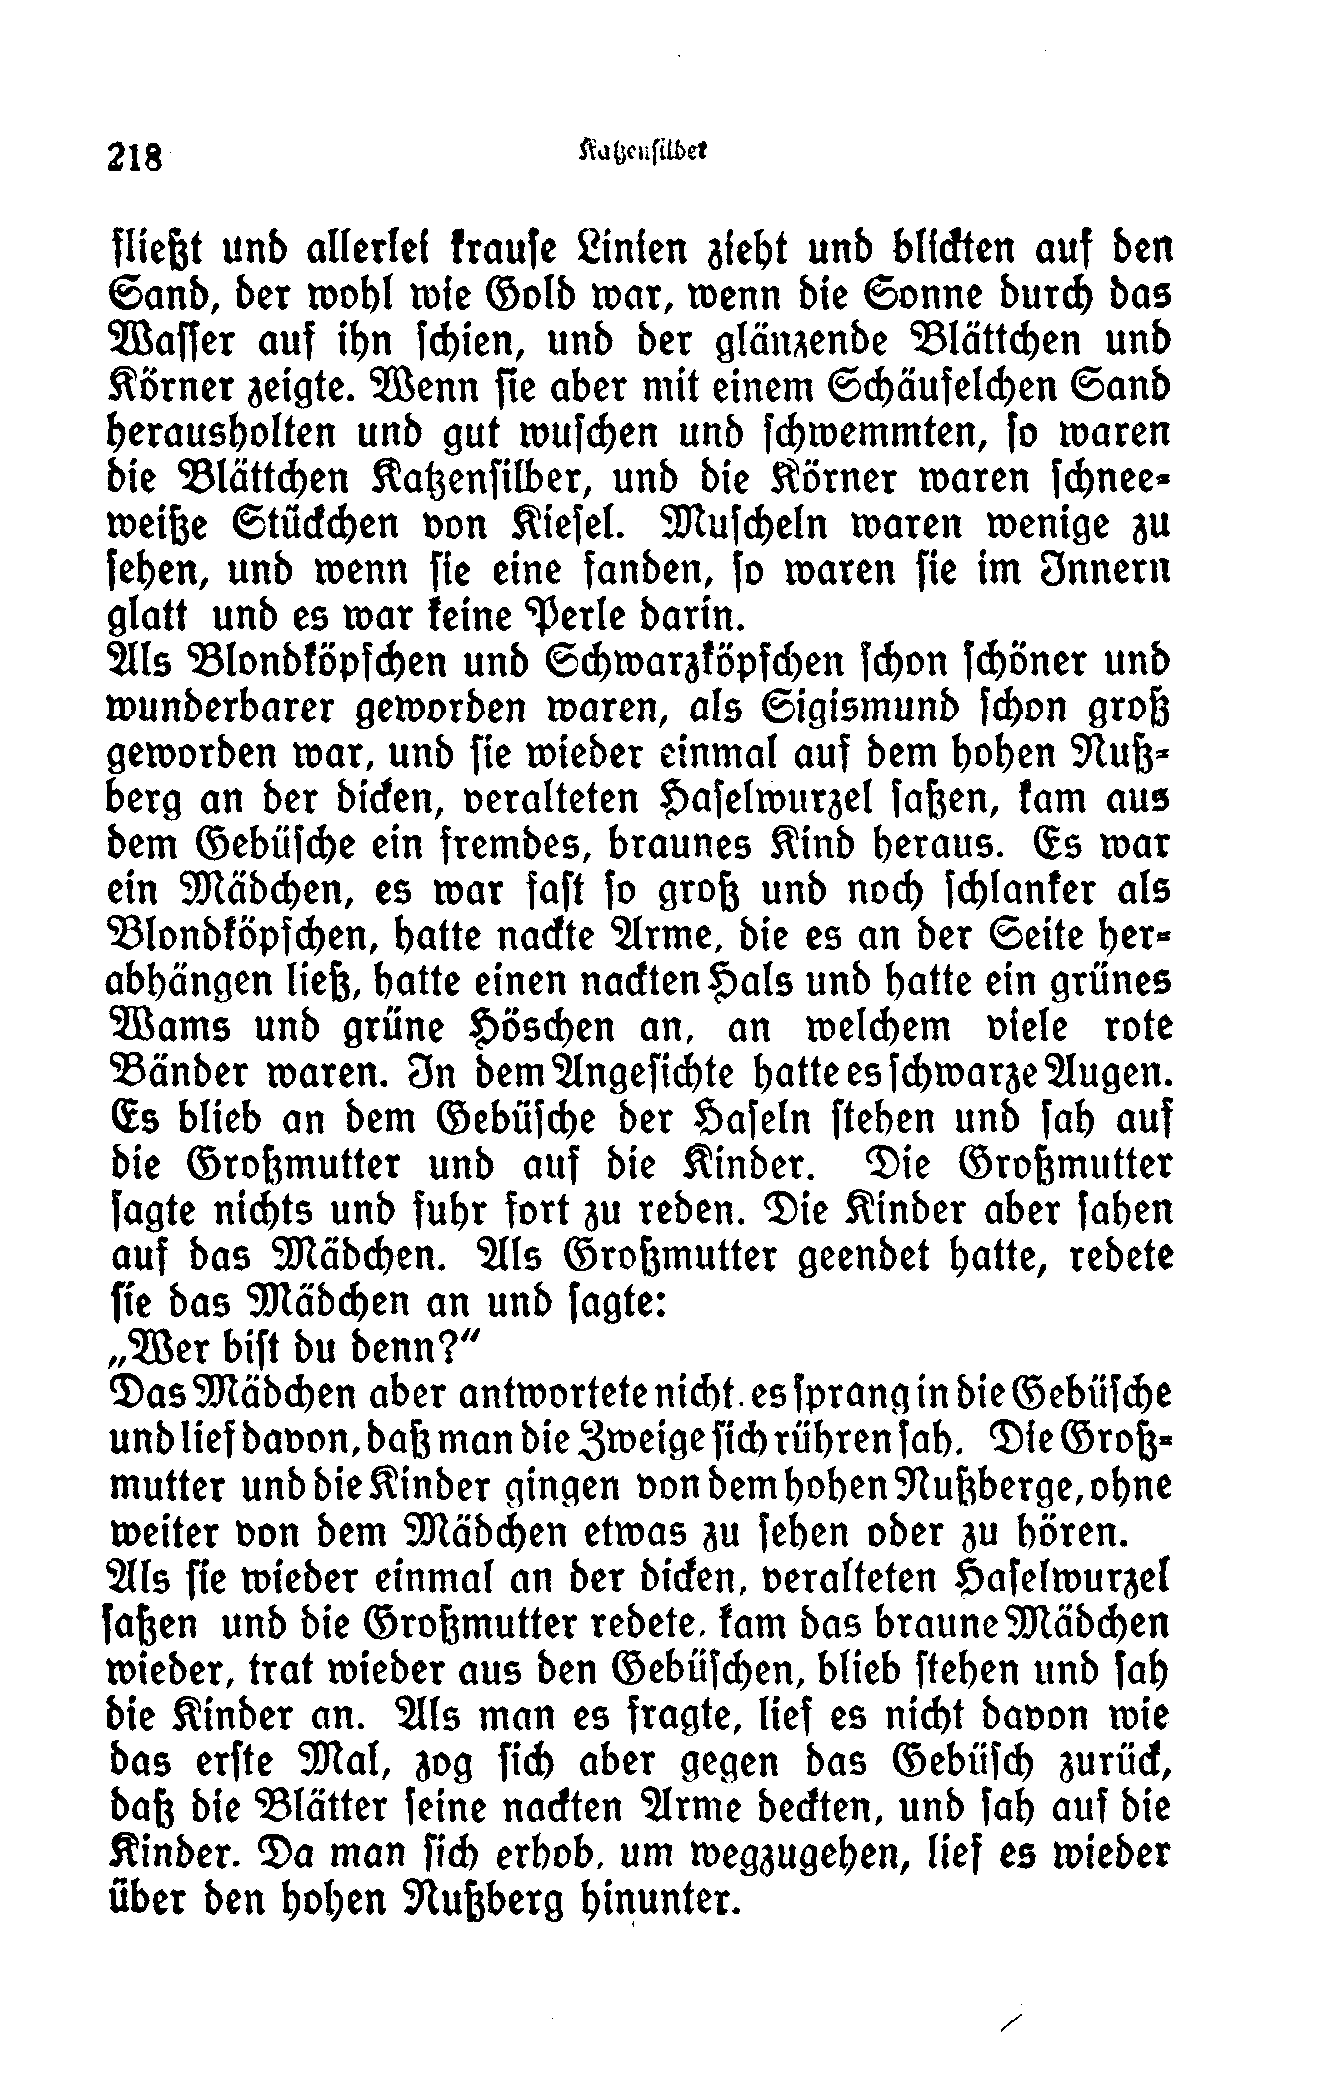 218
Katzensilber
fließt und allerlei krause Linien zieht und blickten auf den
Sand, der wohl wie Gold war, wenn die Sonne durch das
Wasser auf ihn schien, und der glänzende Blättchen und
Körner zeigte. Wenn sie aber mit einem Schäufelchen Sand
herausholten und gut wuschen und schwemmten, so waren
die Blättchen Katzensilber, und die Körner waren schnee-
weiße Stückchen von Kiesel. Muscheln waren wenige zu
sehen, und wenn sie eine fanden, so waren sie im Innern
glatt und es war keine Perle darin.
Als Blondköpfchen und Schwarzköpfchen schon schöner und
wunderbarer geworden waren, als Sigismund schon groß
geworden war, und sie wieder einmal auf dem hohen Nuß-
berg an der dicken, veralteten Haselwurzel saßen, kam aus
dem Gebüsche ein fremdes, braunes Kind heraus. Es war
ein Mädchen, es war fast so groß und noch schlanker als
Blondköpfchen, hatte nackte Arme, die es an der Seite her-
abhängen ließ, hatte einen nackten Hals und hatte ein grünes
Wams und grüne Höschen an, an welchem viele rote
Bänder waren. In dem Angesichte hatte es schwarze Augen.
Es blieb an dem Gebüsche der Haseln stehen und sah auf
die Großmutter und auf die Kinder. Die Großmutter
sagte nichts und fuhr fort zu reden. Die Kinder aber sahen
auf das Mädchen. Als Großmutter geendet hatte, redete
sie das Mädchen an und sagte:
„Wer bist du denn?“
Das Mädchen aber antwortete nicht, es sprang in die Gebüsche
und lief davon, daß man die Zweige sich rühren sah. Die Groß-
mutter und die Kinder gingen von dem hohen Nußberge, ohne
weiter von dem Mädchen etwas zu sehen oder zu hören.
Als sie wieder einmal an der dicken, veralteten Haselwurzel
saßen und die Großmutter redete, kam das braune Mädchen
wieder, trat wieder aus den Gebüschen, blieb stehen und sah
die Kinder an. Als man es fragte, lief es nicht davon wie
das erste Mal, zog sich aber gegen das Gebüsch zurück,
daß die Blätter seine nackten Arme deckten, und sah auf die
Kinder. Da man sich erhob, um wegzugehen, lief es wieder
über den hohen Nußberg hinunter.